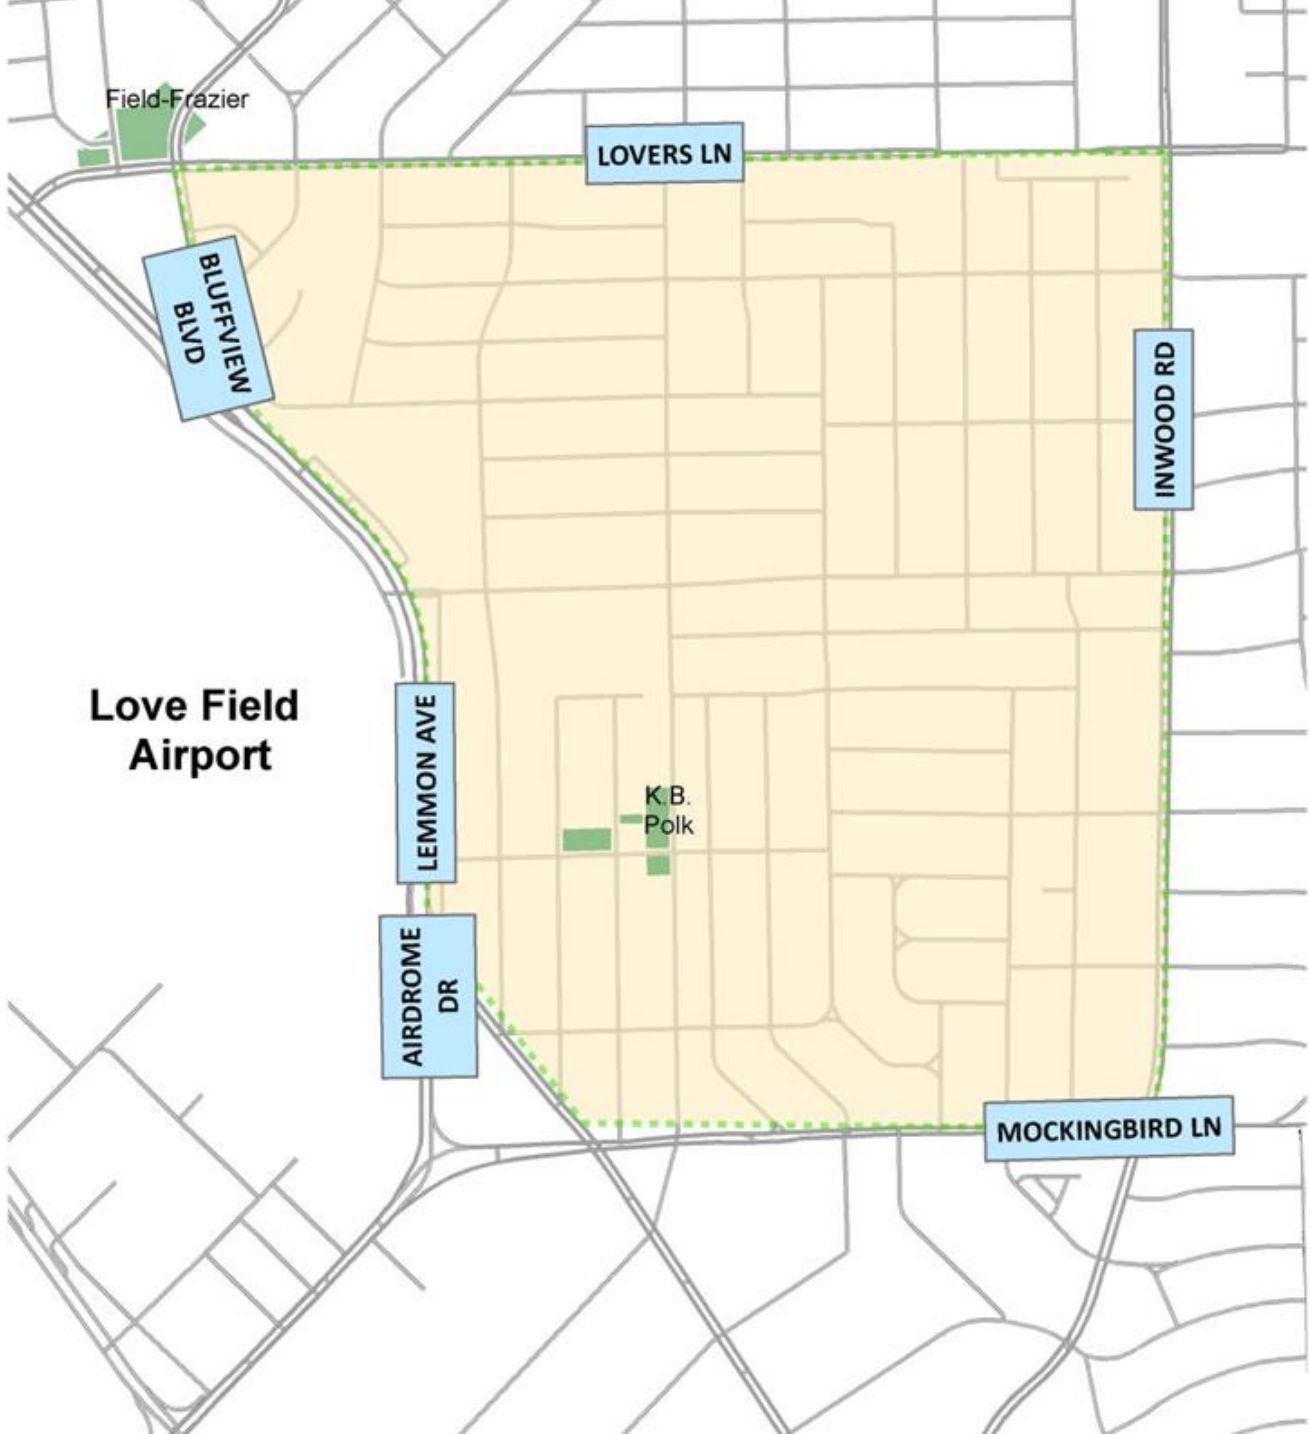 Field-Frazier
LOVERS LN
BLUFFVIEW
BLVD
INWOOD RD
Love Field
Airport
LEMMON AVE
K.B.
Polk
AIRDROME
DR
MOCKINGBIRD LN